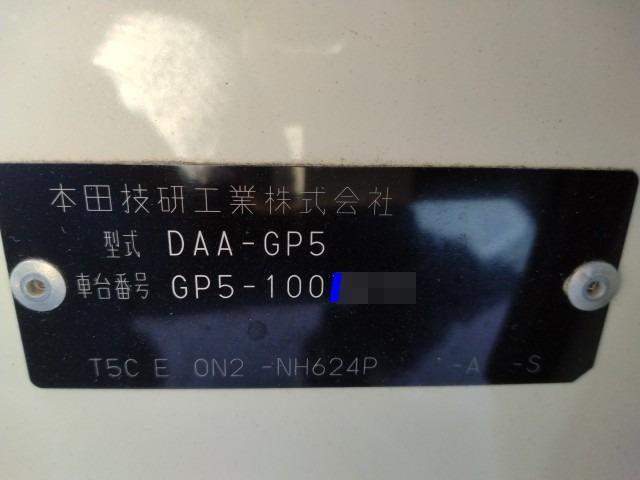 本田技研工業株式会社
型式 DAA-GP5
車台番号 GP5-100
T5C E 0N2 -NH624P -A -S